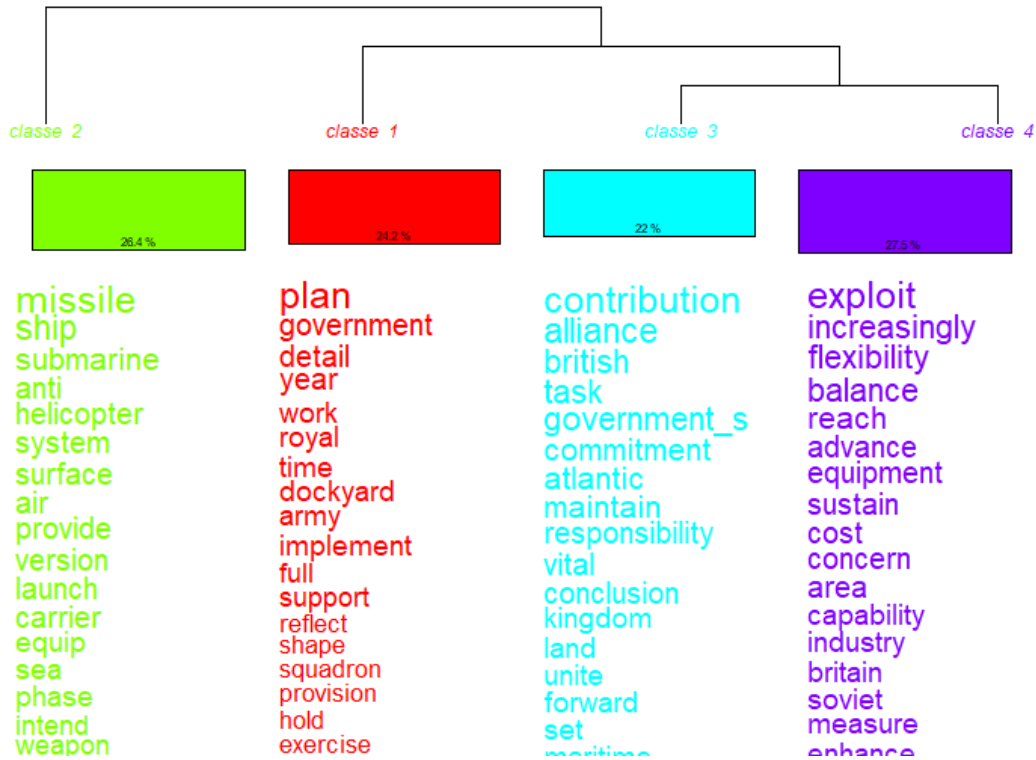 classe 2
classe 1
classe 3
classe 4
26.4 %
24.2 %
22 %
27.5 %
missile
ship
submarine
anti
helicopter
system
surface
air
provide
version
launch
carrier
equip
sea
phase
intend
weapon
plan
government
detail
year
work
royal
time
dockyard
army
implement
full
support
reflect
shape
squadron
provision
hold
exercise
contribution
alliance
british
task
government_s
commitment
atlantic
maintain
responsibility
vital
conclusion
kingdom
land
unite
forward
set
maritime
exploit
increasingly
flexibility
balance
reach
advance
equipment
sustain
cost
concern
area
capability
industry
britain
soviet
measure
enhance